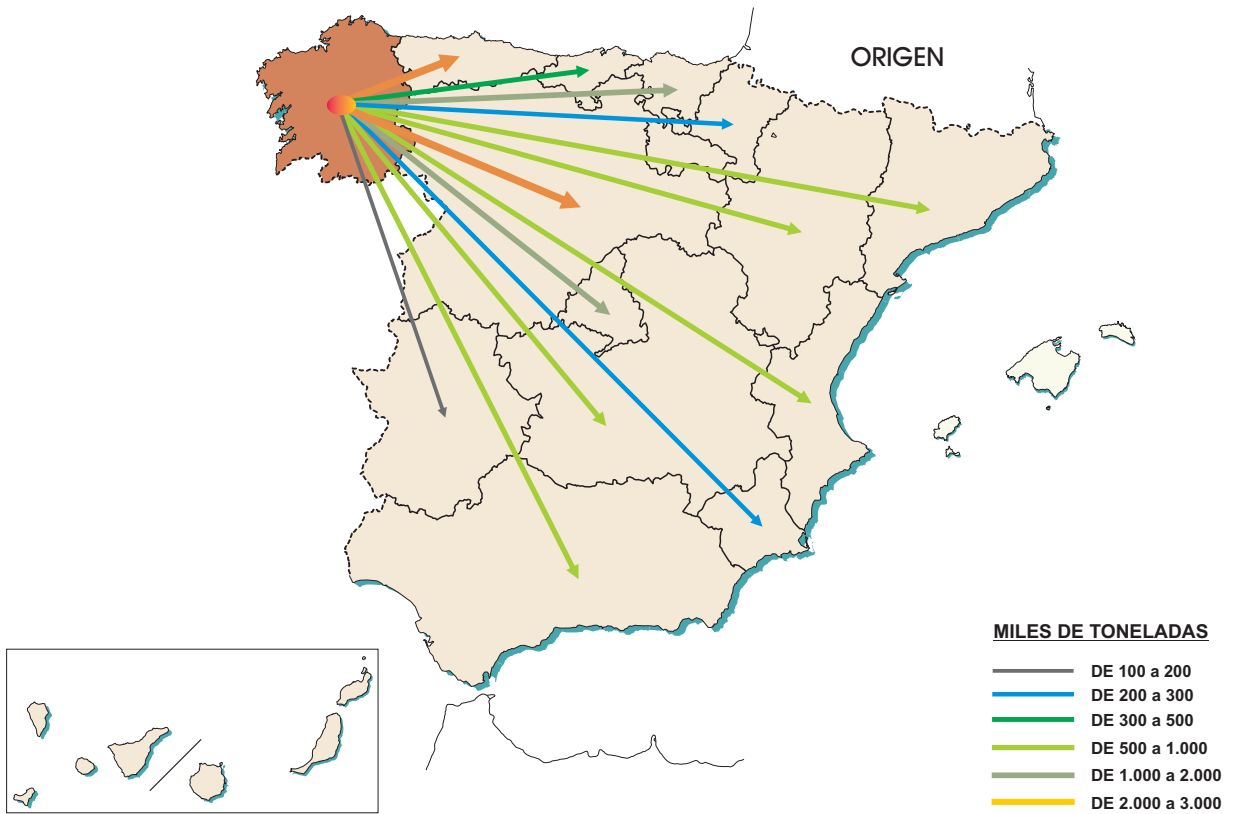 ORIGEN
MILES DE TONELADAS
DE 100 a 200
DE 200 a 300
DE 300 a 500
DE 500 a 1.000
DE 1.000 a 2.000
DE 2.000 a 3.000